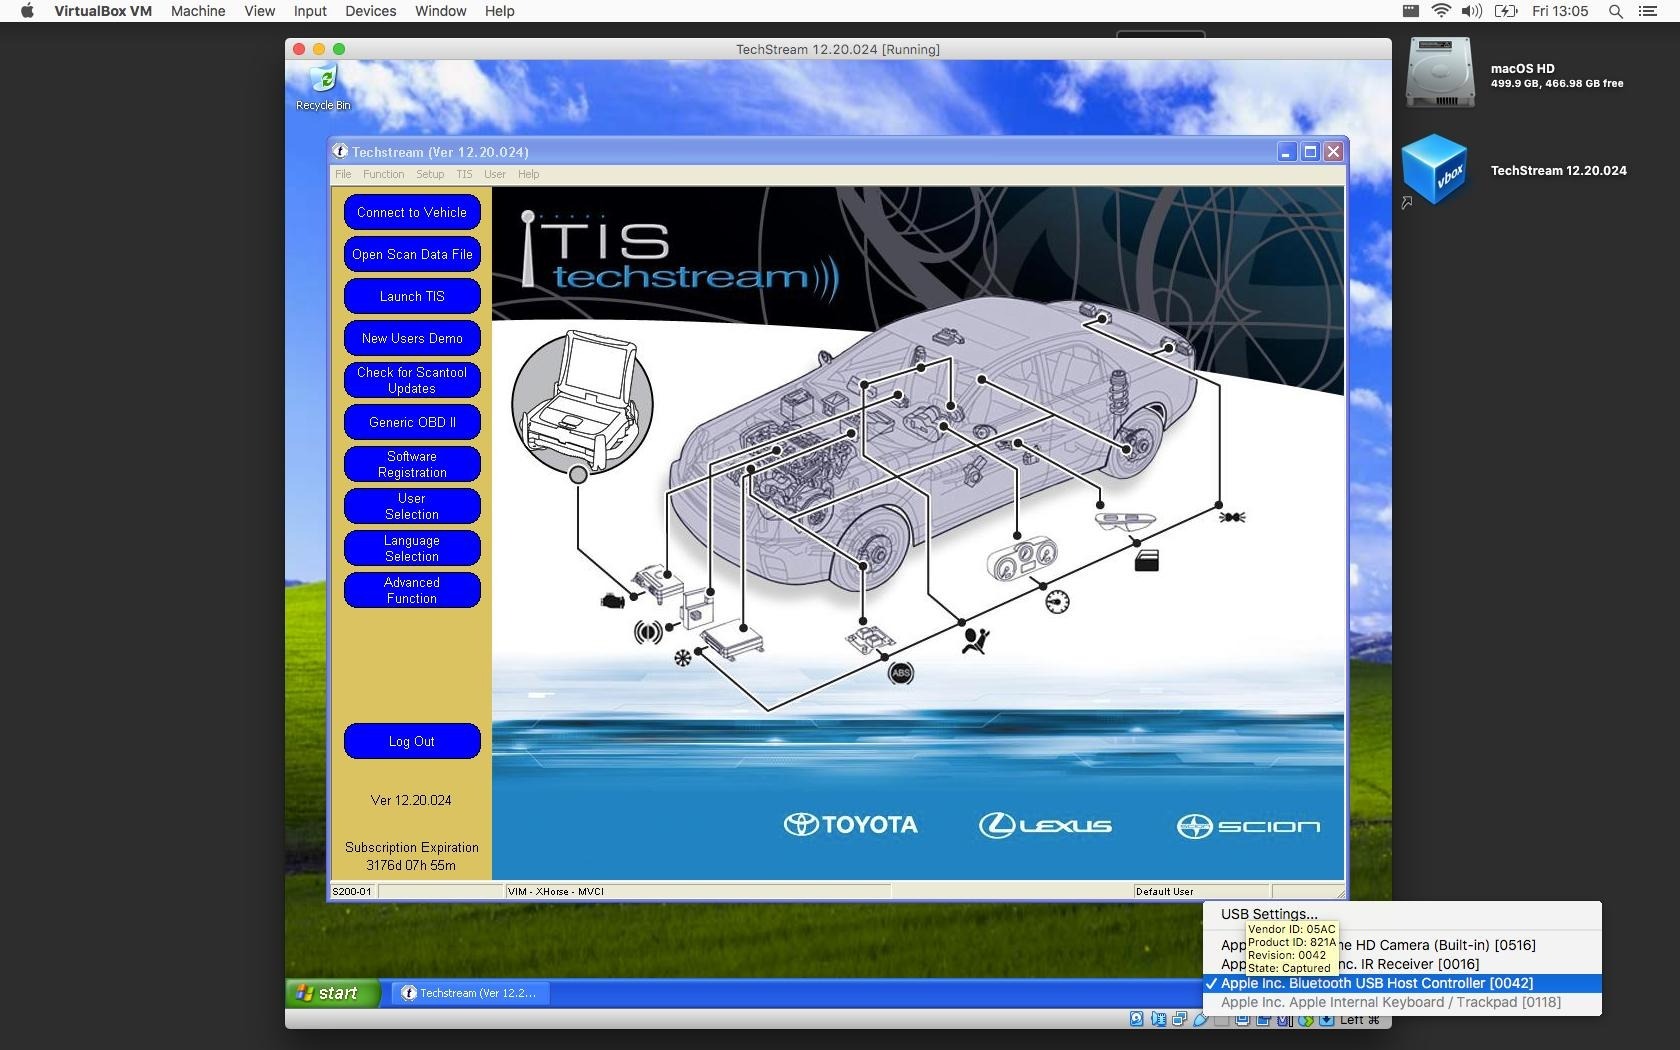 VirtualBox VM Machine View Input Devices Window Help Fri 13:05
TechStream 12.20.024 [Running]
macOS HD
499.9 GB, 466.98 GB free
vbox
TechStream 12.20.024
Recycle Bin
Techstream (Ver 12.20.024)
File Function Setup TIS User Help
Connect to Vehicle
Open Scan Data File
Launch TIS
New Users Demo
Check for Scantool
Updates
Generic OBD II
Software
Registration
User
Selection
Language
Selection
Advanced
Function
Log Out
Ver 12.20.024
Subscription Expiration
3176d 07h 55m
TIS
techstream
ABS
TOYOTA LEXUS SCION
S200-01 VIM - XHorse - MVCI Default User
USB Settings...
Vendor ID: 05AC
Product ID: 821A
Revision: 0042
State: Captured
HD Camera (Built-in) [0516]
IR Receiver [0016]
Apple Inc. Bluetooth USB Host Controller [0042]
Apple Inc. Apple Internal Keyboard / Trackpad [0118]
start Techstream (Ver 12.2...
Left ⌘